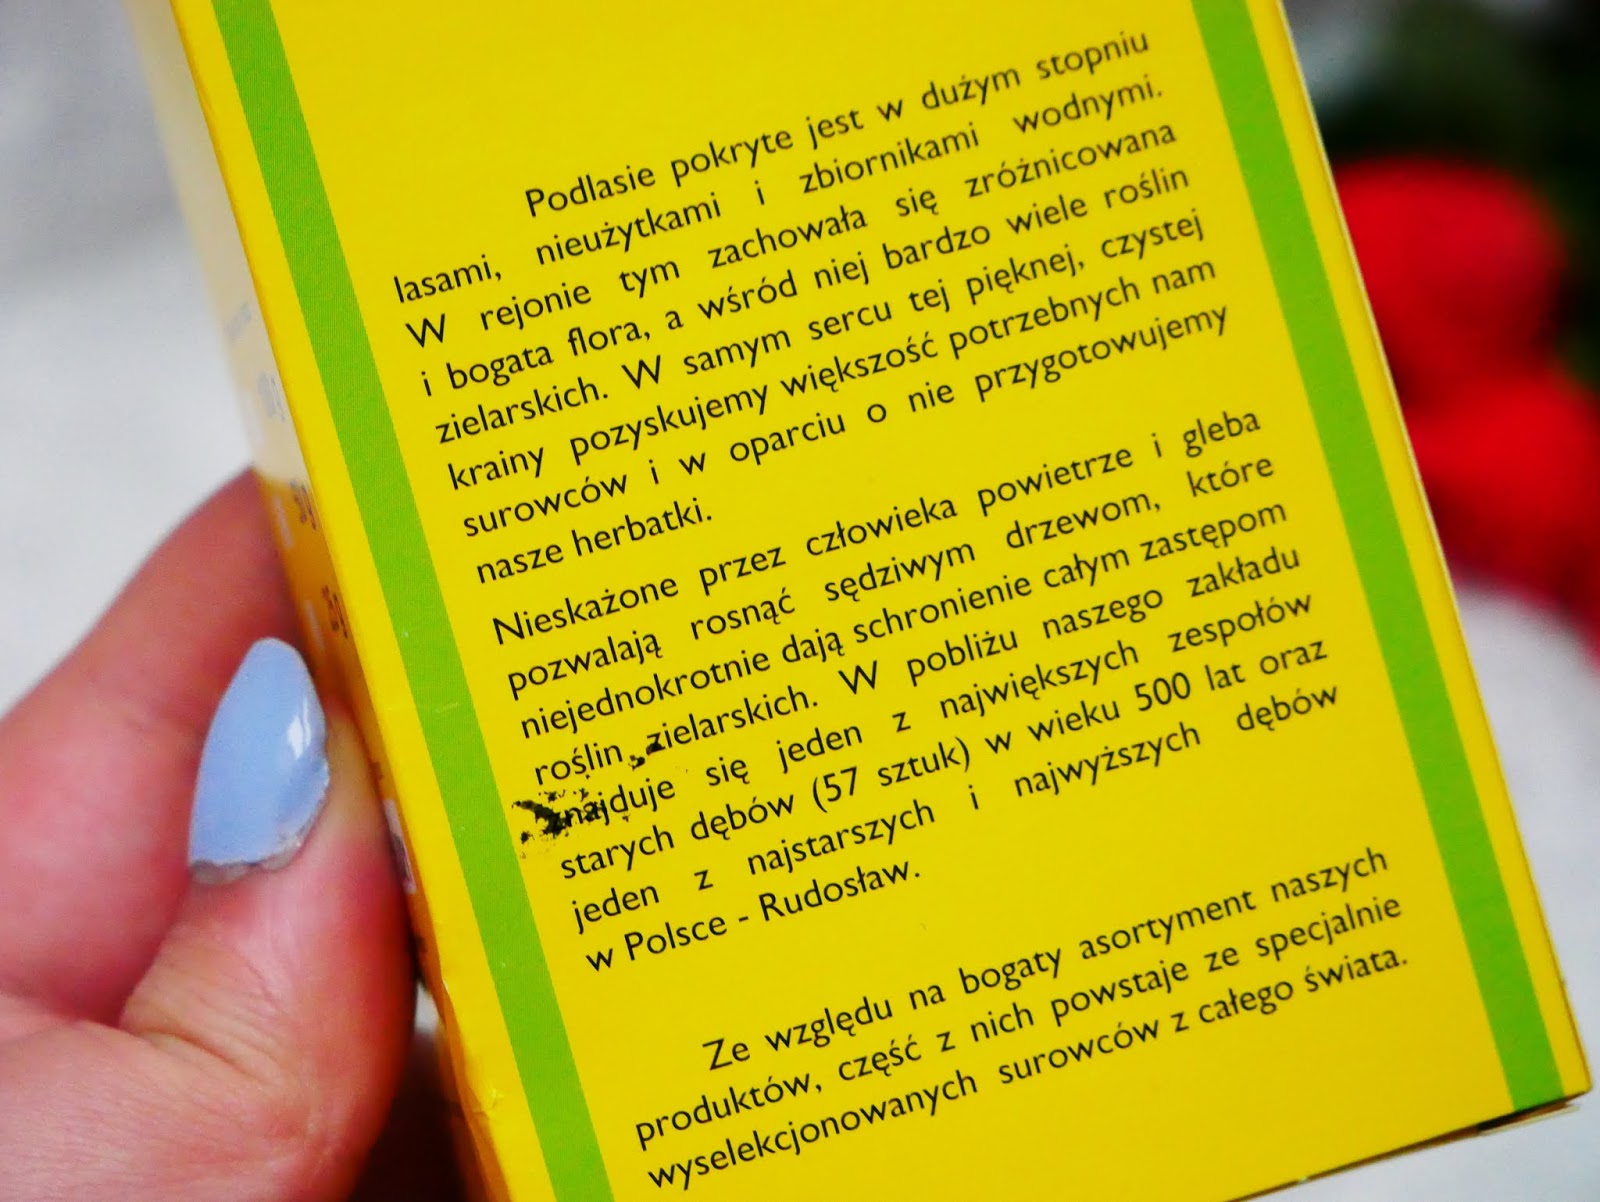 Podlasie pokryte jest w dużym stopniu
lasami, nieużytkami i zbiornikami wodnymi.
W rejonie tym zachowała się zróżnicowana
i bogata flora, a wśród niej bardzo wiele roślin
zielarskich. W samym sercu tej pięknej, czystej
krainy pozyskujemy większość potrzebnych nam
surowców i w oparciu o nie przygotowujemy
nasze herbatki.
Nieskażone przez człowieka powietrze i gleba
pozwalają rosnąć sędziwym drzewom, które
niejednokrotnie dają schronienie całym zastępom
roślin zielarskich. W pobliżu naszego zakładu
znajduje się jeden z największych zespołów
starych dębów (57 sztuk) w wieku 500 lat oraz
jeden z najstarszych i najwyższych dębów
w Polsce - Rudosław.
Ze względu na bogaty asortyment naszych
produktów, część z nich powstaje ze specjalnie
wyselekcjonowanych surowców z całego świata.